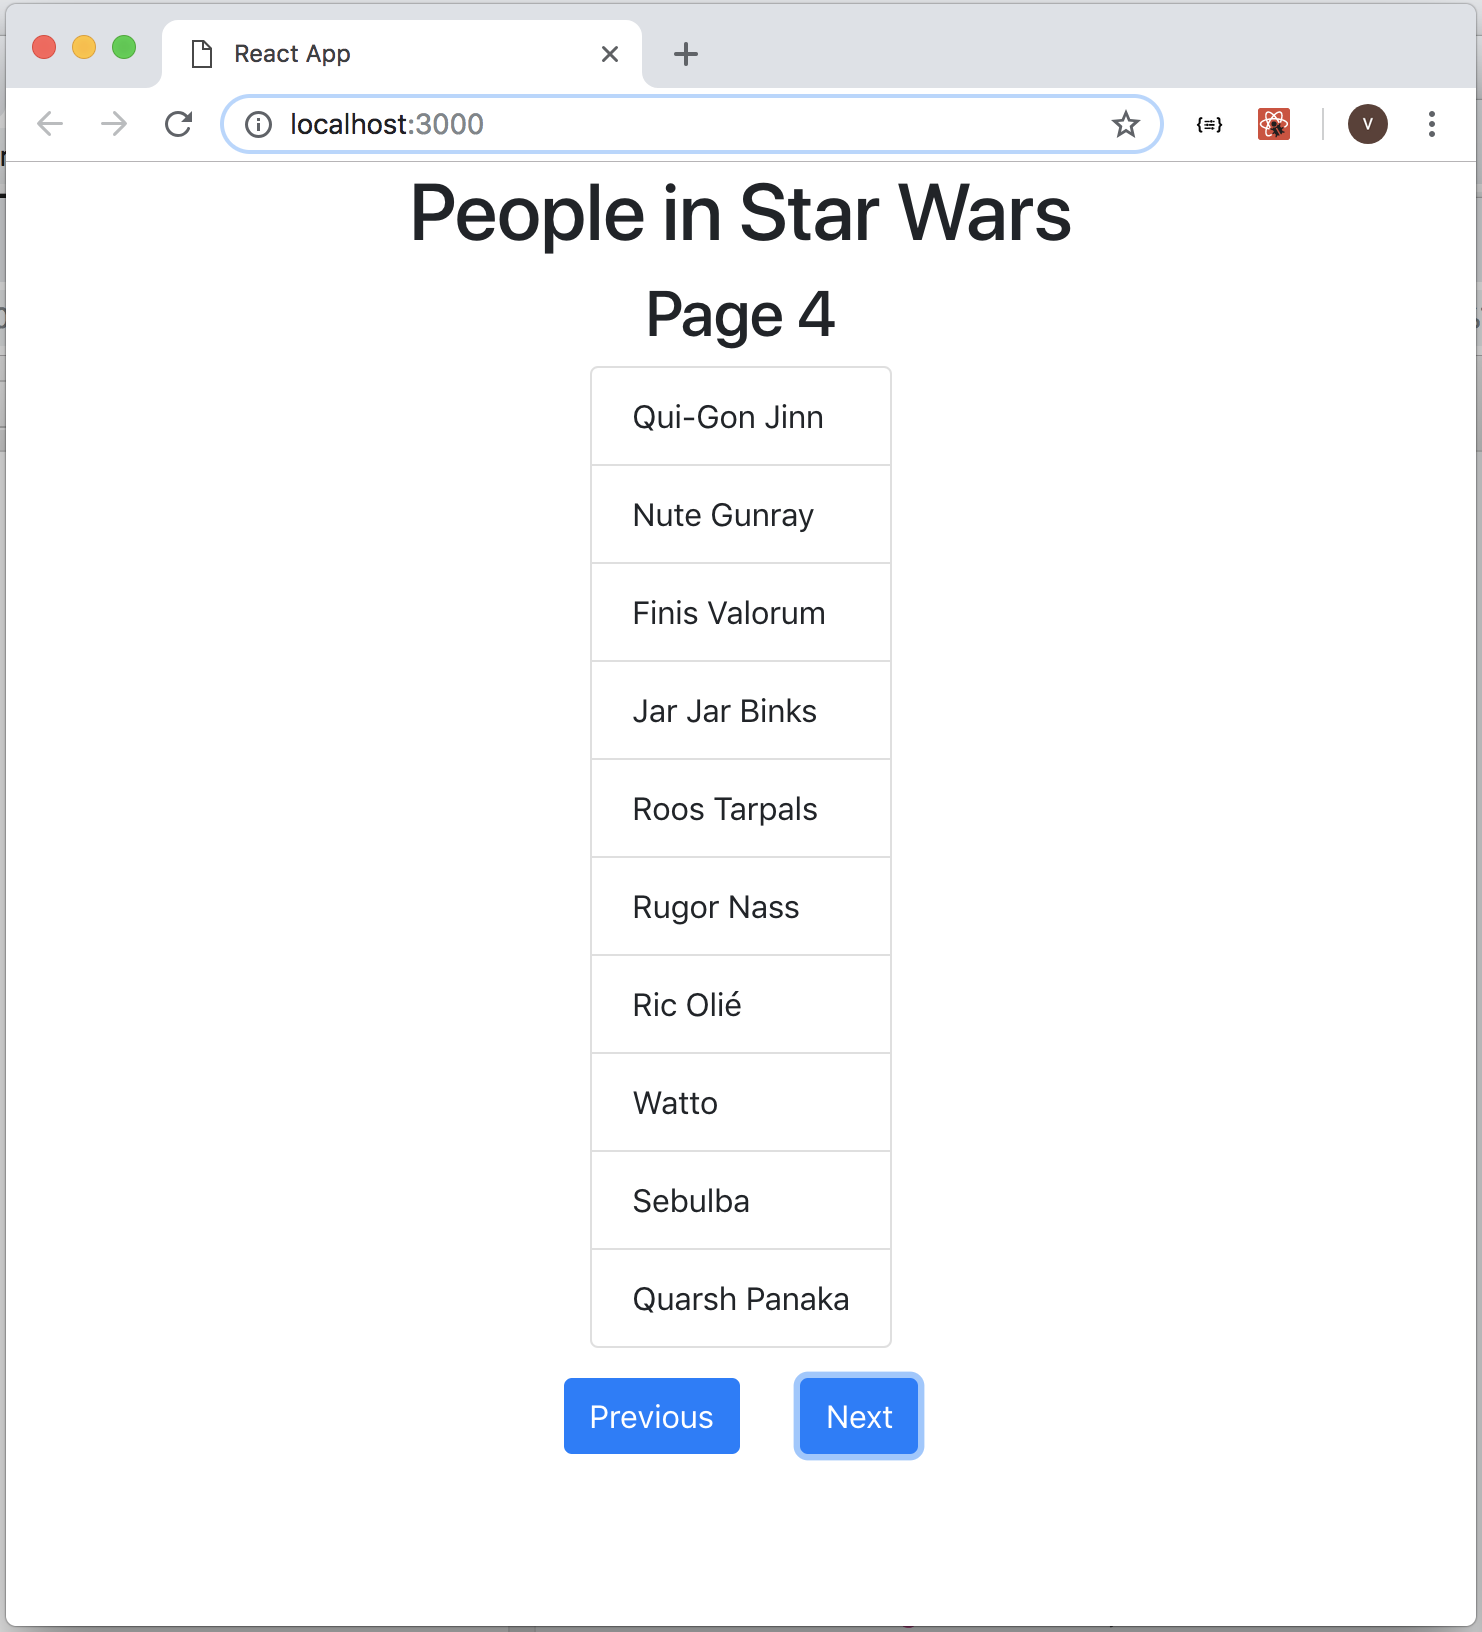 React App
localhost:3000
V
People in Star Wars
Page 4
Qui-Gon Jinn
Nute Gunray
Finis Valorum
Jar Jar Binks
Roos Tarpals
Rugor Nass
Ric Olié
Watto
Sebulba
Quarsh Panaka
Previous Next